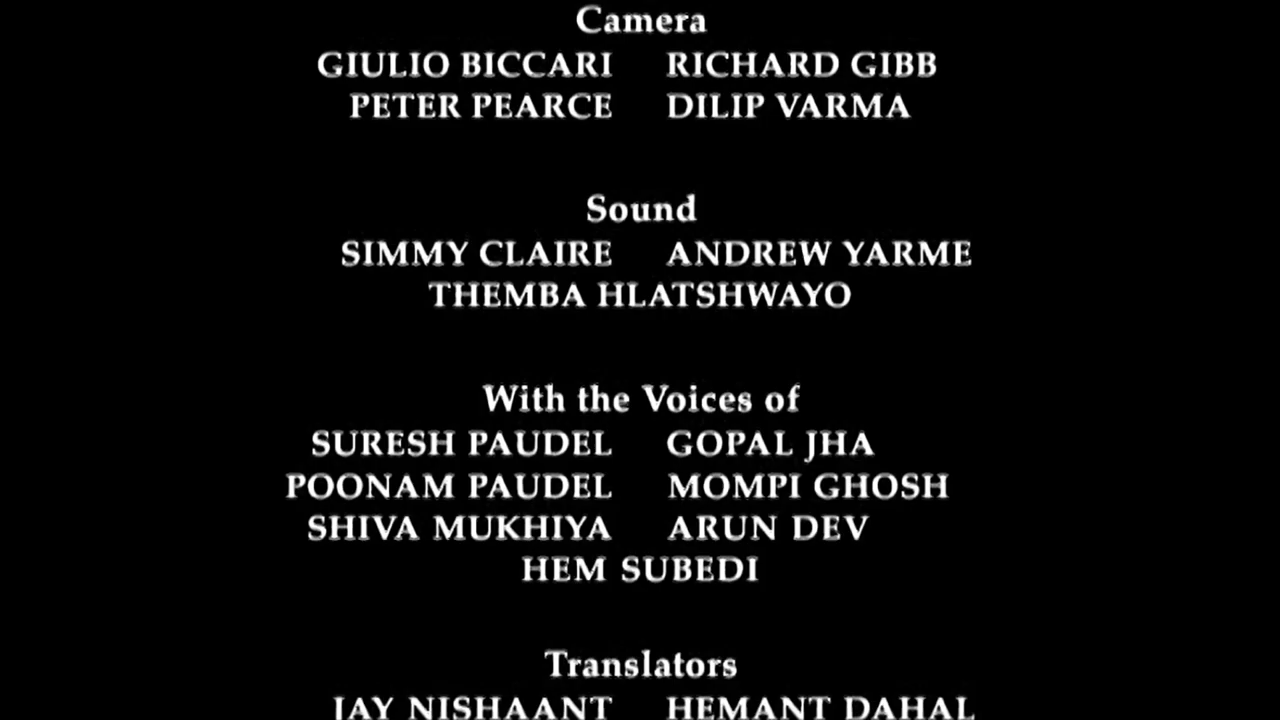 Camera
GIULIO BICCARI RICHARD GIBB
PETER PEARCE DILIP VARMA
Sound
SIMMY CLAIRE ANDREW YARME
THEMBA HLATSHWAYO
With the Voices of
SURESH PAUDEL GOPAL JHA
POONAM PAUDEL MOMPI GHOSH
SHIVA MUKHIYA ARUN DEV
HEM SUBEDI
Translators
JAY NISHAANT HEMANT DAHAL